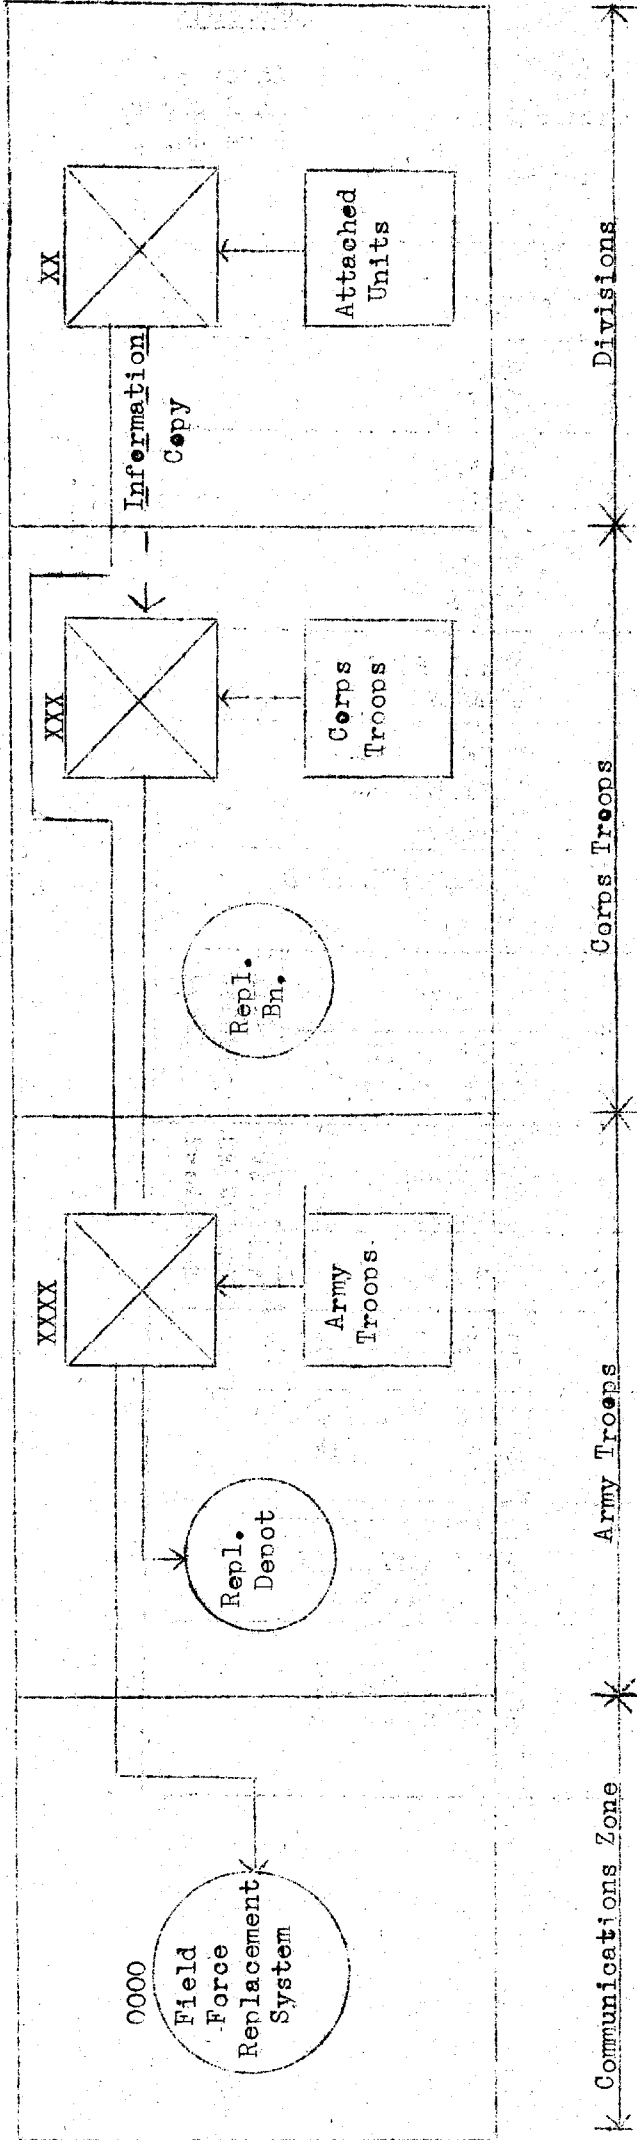 XX
Attached
Units
Information
Copy
XXX
Corps
Troops
Repl.
Bn.
XXXX
Army
Troops
Repl.
Depot
0000
Field
Force
Replacement
System
Communications Zone
Army Troops
Corps Troops
Divisions